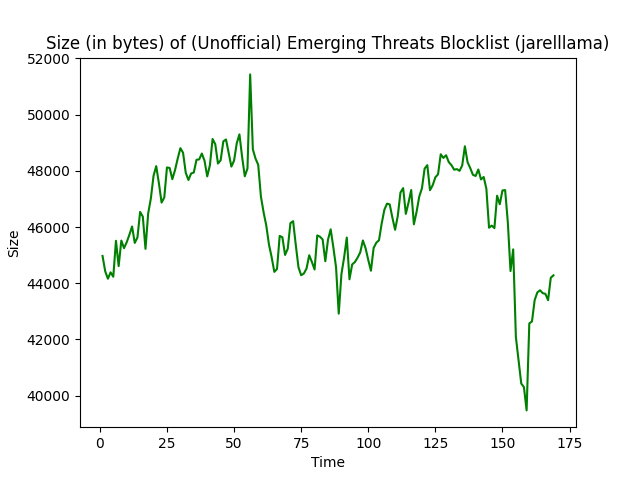 Size (in bytes) of (Unofficial) Emerging Threats Blocklist (jarelllama)
52000
50000
48000
46000
44000
42000
40000
Size
0 25 50 75 100 125 150 175
Time